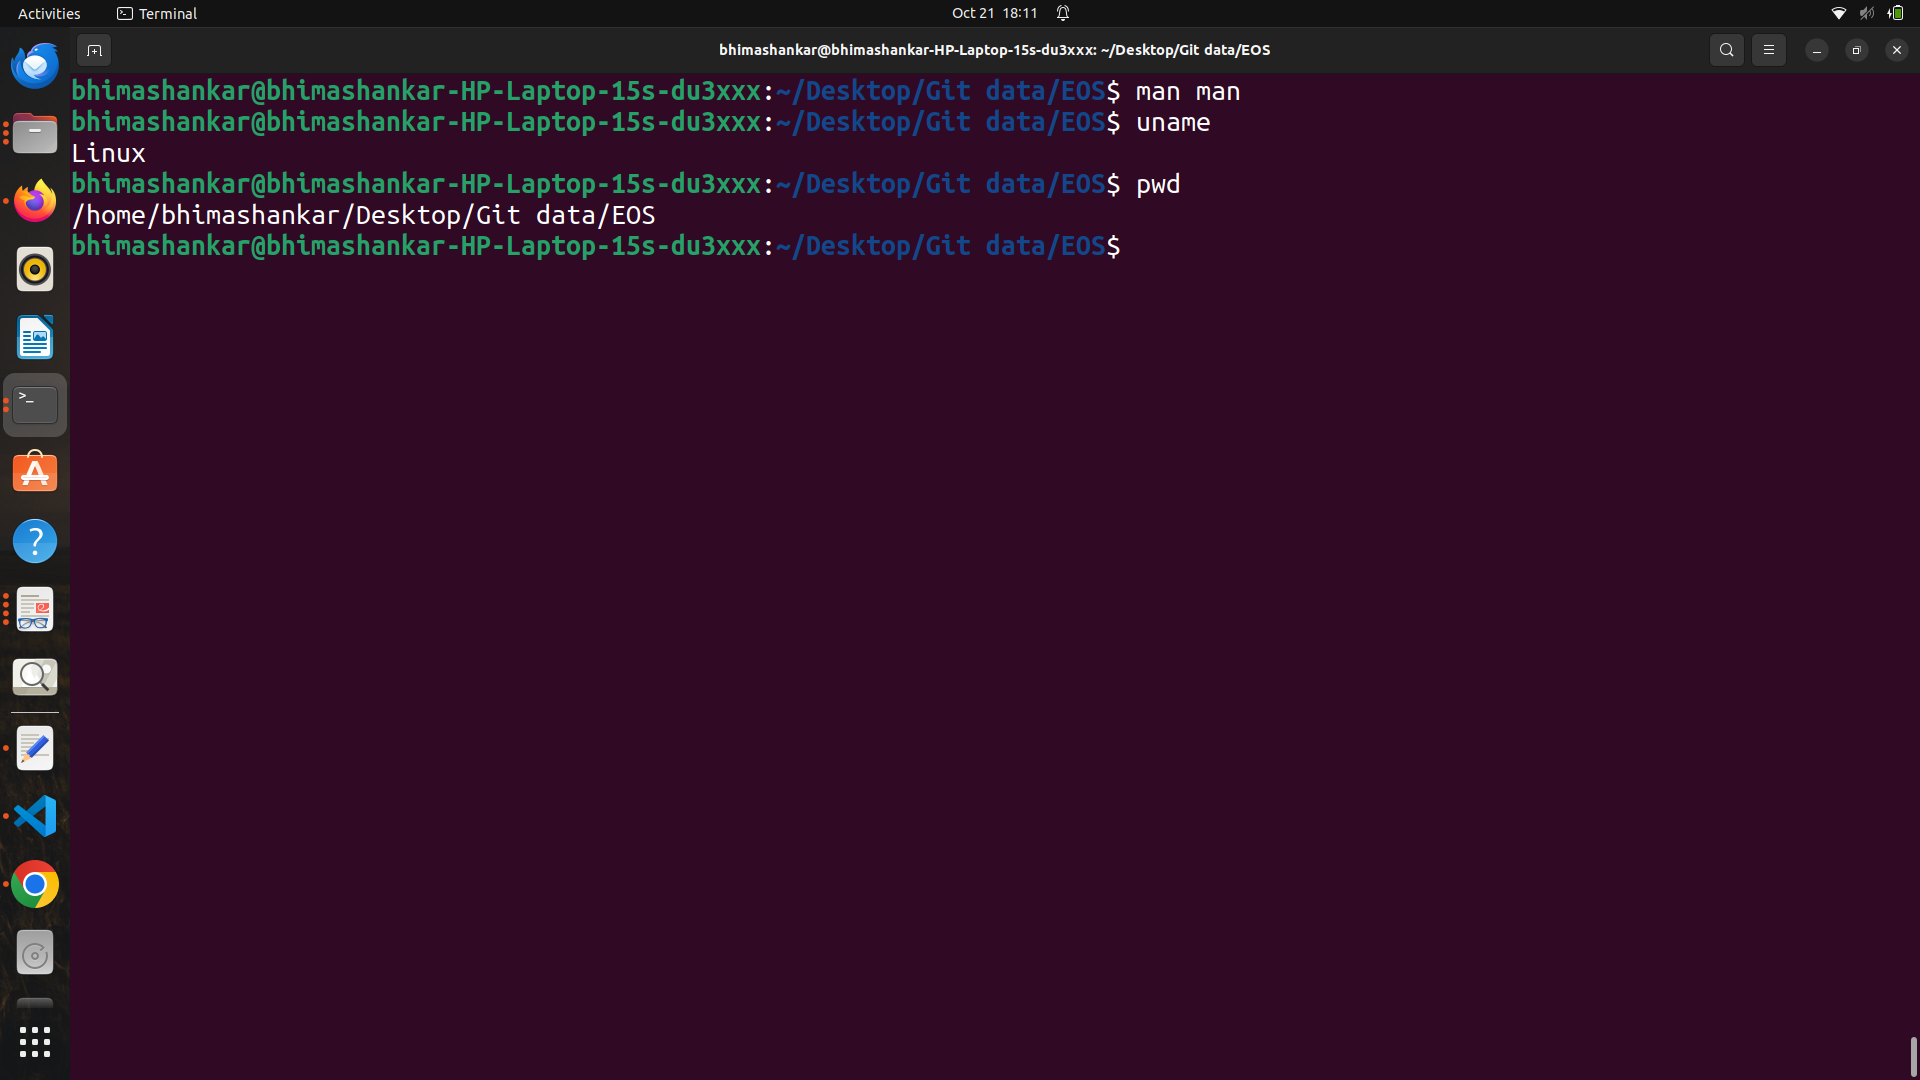 Activities Terminal Oct 21 18:11
bhimashankar@bhimashankar-HP-Laptop-15s-du3xxx: ~/Desktop/Git data/EOS
bhimashankar@bhimashankar-HP-Laptop-15s-du3xxx:~/Desktop/Git data/EOS$ man man
bhimashankar@bhimashankar-HP-Laptop-15s-du3xxx:~/Desktop/Git data/EOS$ uname
Linux
bhimashankar@bhimashankar-HP-Laptop-15s-du3xxx:~/Desktop/Git data/EOS$ pwd
/home/bhimashankar/Desktop/Git data/EOS
bhimashankar@bhimashankar-HP-Laptop-15s-du3xxx:~/Desktop/Git data/EOS$